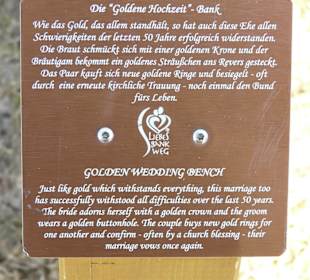 Die "Goldene Hochzeit"- Bank
Wie das Gold, das allem standhält, so hat auch diese Ehe allen
Schwierigkeiten der letzten 50 Jahre erfolgreich widerstanden.
Die Braut schmückt sich mit einer goldenen Krone und der
Bräutigam bekommt ein goldenes Sträußchen ans Revers gesteckt.
Das Paar kauft sich neue goldene Ringe und besiegelt - oft
durch eine erneute kirchliche Trauung - noch einmal den Bund
fürs Leben.
LIEBES
BANK
WEG
GOLDEN WEDDING BENCH
Just like gold which withstands everything, this marriage too
has successfully withstood all difficulties over the last 50 years.
The bride adorns herself with a golden crown and the groom
wears a golden buttonhole. The couple buys new gold rings for
one another and confirm - often by a church blessing - their
marriage vows once again.